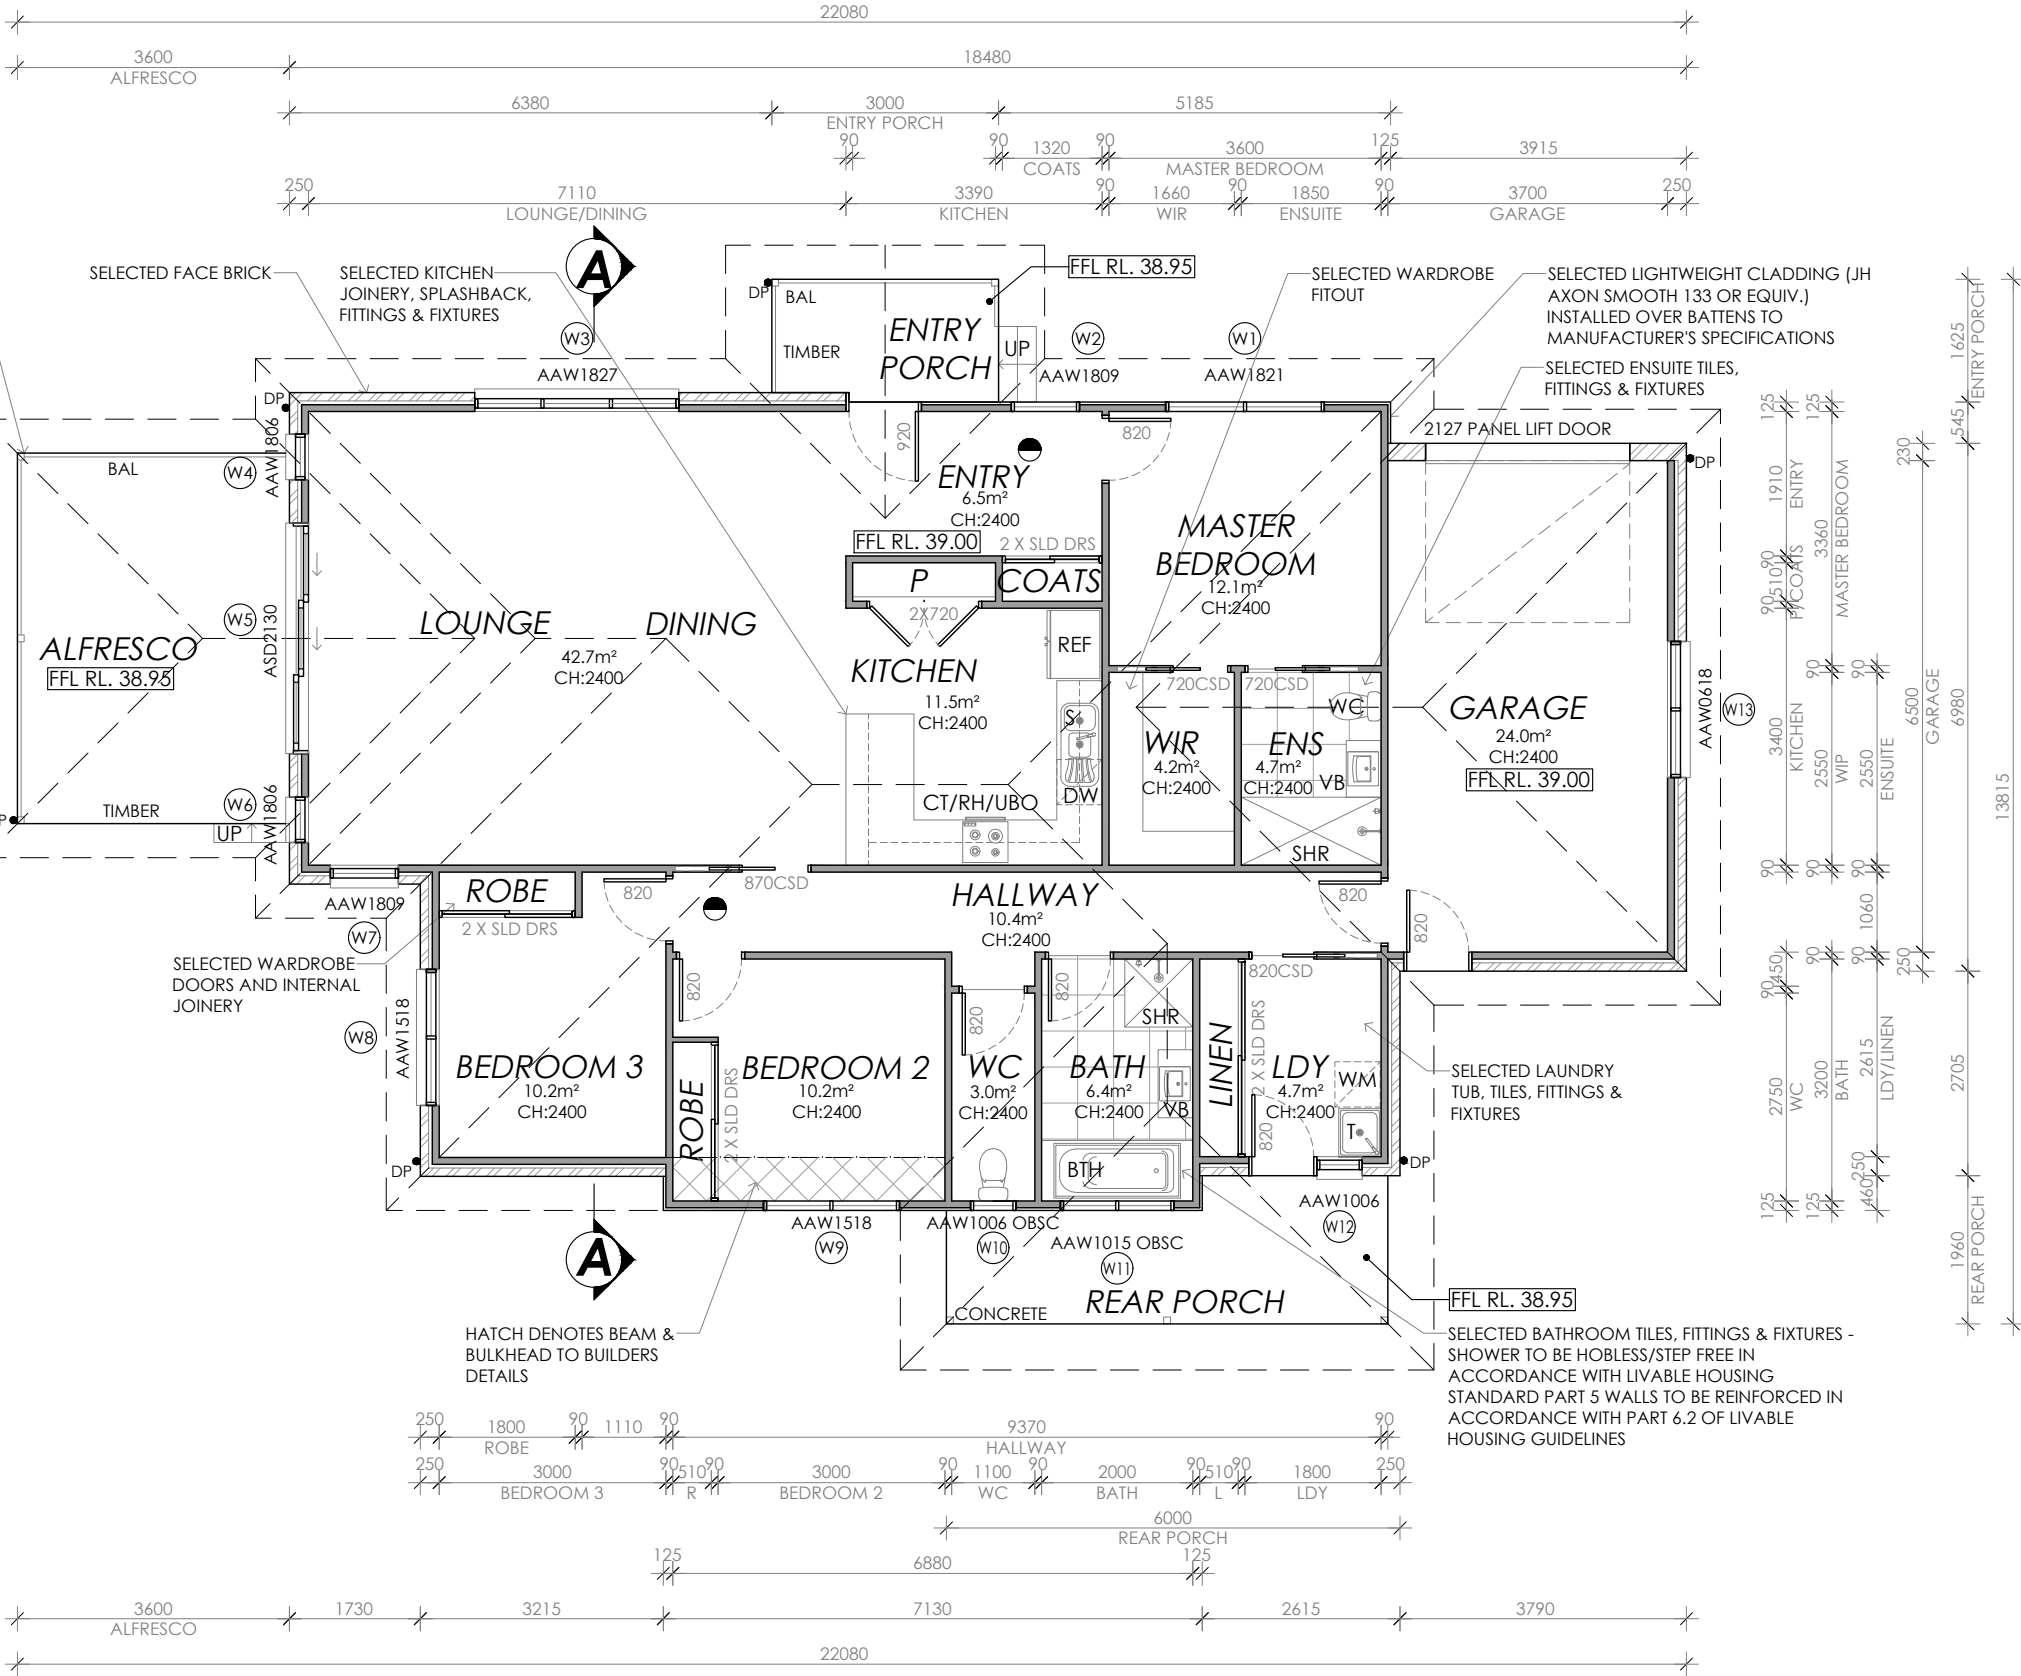 22080
3600
ALFRESCO
18480
6380
3000
ENTRY PORCH
5185
90
90
1320
COATS
90
3600
MASTER BEDROOM
125
3915
250
7110
LOUNGE/DINING
3390
KITCHEN
90
1660
WIR
90
1850
ENSUITE
90
3700
GARAGE
250
SELECTED FACE BRICK
SELECTED KITCHEN
JOINERY, SPLASHBACK,
FITTINGS & FIXTURES
A
FFL RL. 38.95
SELECTED WARDROBE
FITOUT
SELECTED LIGHTWEIGHT CLADDING (JH
AXON SMOOTH 133 OR EQUIV.)
INSTALLED OVER BATTENS TO
MANUFACTURER'S SPECIFICATIONS
SELECTED ENSUITE TILES,
FITTINGS & FIXTURES
DP
BAL
TIMBER
ENTRY
PORCH
UP
W3
AAW1827
W2
AAW1809
W1
AAW1821
2127 PANEL LIFT DOOR
DP
DP
AAW1806
W4
BAL
920
820
ENTRY
6.5m²
CH:2400
FFL RL. 39.00
2 X SLD DRS
P
COATS
2X720
MASTER
BEDROOM
12.1m²
CH:2400
W5
ASD2130
ALFRESCO
FFL RL. 38.95
LOUNGE
DINING
42.7m²
CH:2400
KITCHEN
11.5m²
CH:2400
REF
S
DW
CT/RH/UBO
720CSD
720CSD
WC
WIR
4.2m²
CH:2400
ENS
4.7m²
CH:2400
VB
SHR
GARAGE
24.0m²
CH:2400
FFL RL. 39.00
AAW0618
W13
TIMBER
W6
AAW1806
UP
AAW1809
W7
ROBE
2 X SLD DRS
820
870CSD
HALLWAY
10.4m²
CH:2400
820
820
SELECTED WARDROBE
DOORS AND INTERNAL
JOINERY
W8
AAW1518
BEDROOM 3
10.2m²
CH:2400
820
ROBE
2 X SLD DRS
BEDROOM 2
10.2m²
CH:2400
820
WC
3.0m²
CH:2400
820
SHR
BATH
6.4m²
CH:2400
VB
BTH
LINEN
2 X SLD DRS
820CSD
LDY
4.7m²
CH:2400
WM
T
820
SELECTED LAUNDRY
TUB, TILES, FITTINGS &
FIXTURES
DP
DP
AAW1518
W9
AAW1006 OBSC
W10
AAW1015 OBSC
W11
AAW1006
W12
A
REAR PORCH
CONCRETE
FFL RL. 38.95
HATCH DENOTES BEAM &
BULKHEAD TO BUILDERS
DETAILS
SELECTED BATHROOM TILES, FITTINGS & FIXTURES -
SHOWER TO BE HOBLESS/STEP FREE IN
ACCORDANCE WITH LIVABLE HOUSING
STANDARD PART 5 WALLS TO BE REINFORCED IN
ACCORDANCE WITH PART 6.2 OF LIVABLE
HOUSING GUIDELINES
125
1910
ENTRY
90
510
P/COATS
90
3400
KITCHEN
90
90
450
90
2750
WC
125
125
3360
MASTER BEDROOM
90
2550
WIP
90
90
3200
BATH
125
90
2550
ENSUITE
90
1060
90
2615
LDY/LINEN
250
460
230
6500
GARAGE
250
1625
ENTRY PORCH
545
6980
2705
1960
REAR PORCH
13815
250
1800
ROBE
90
1110
90
9370
HALLWAY
90
250
3000
BEDROOM 3
90
510
R
90
3000
BEDROOM 2
90
1100
WC
90
2000
BATH
90
510
L
90
1800
LDY
250
6000
REAR PORCH
125
6880
125
3600
ALFRESCO
1730
3215
7130
2615
3790
22080